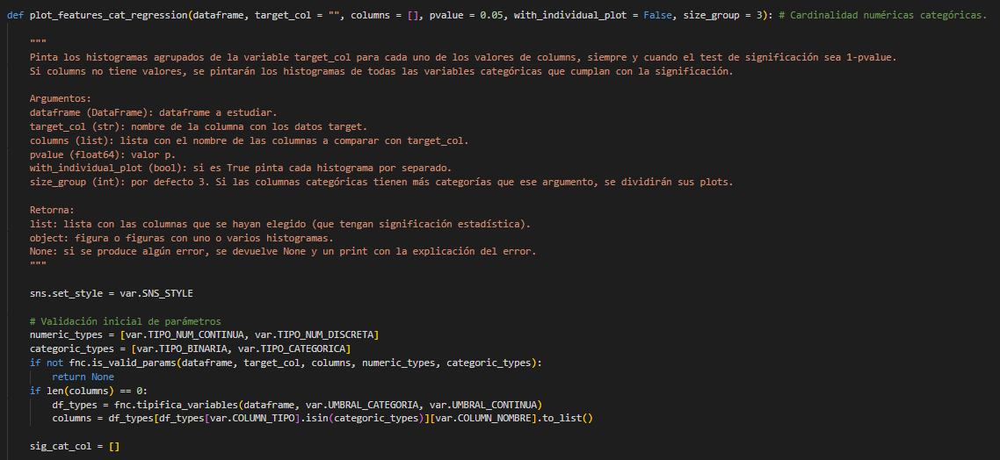 def plot_features_cat_regression(dataframe, target_col = "", columns = [], pvalue = 0.05, with_individual_plot = False, size_group = 3): # Cardinalidad numéricas categóricas.
"""
Pinta los histogramas agrupados de la variable target_col para cada uno de los valores de columns, siempre y cuando el test de significación sea 1-pvalue.
Si columns no tiene valores, se pintarán los histogramas de todas las variables categóricas que cumplan con la significación.
Argumentos:
dataframe (DataFrame): dataframe a estudiar.
target_col (str): nombre de la columna con los datos target.
columns (list): lista con el nombre de las columnas a comparar con target_col.
pvalue (float64): valor p.
with_individual_plot (bool): si es True pinta cada histograma por separado.
size_group (int): por defecto 3. Si las columnas categóricas tienen más categorías que ese argumento, se dividirán sus plots.
Retorna:
list: lista con las columnas que se hayan elegido (que tengan significación estadística).
object: figura o figuras con uno o varios histogramas.
None: si se produce algún error, se devuelve None y un print con la explicación del error.
"""
sns.set_style = var.SNS_STYLE
# Validación inicial de parámetros
numeric_types = [var.TIPO_NUM_CONTINUA, var.TIPO_NUM_DISCRETA]
categoric_types = [var.TIPO_BINARIA, var.TIPO_CATEGORICA]
if not fnc.is_valid_params(dataframe, target_col, columns, numeric_types, categoric_types):
return None
if len(columns) == 0:
df_types = fnc.tipifica_variables(dataframe, var.UMBRAL_CATEGORIA, var.UMBRAL_CONTINUA)
columns = df_types[df_types[var.COLUMN_TIPO].isin(categoric_types)][var.COLUMN_NOMBRE].to_list()
sig_cat_col = []